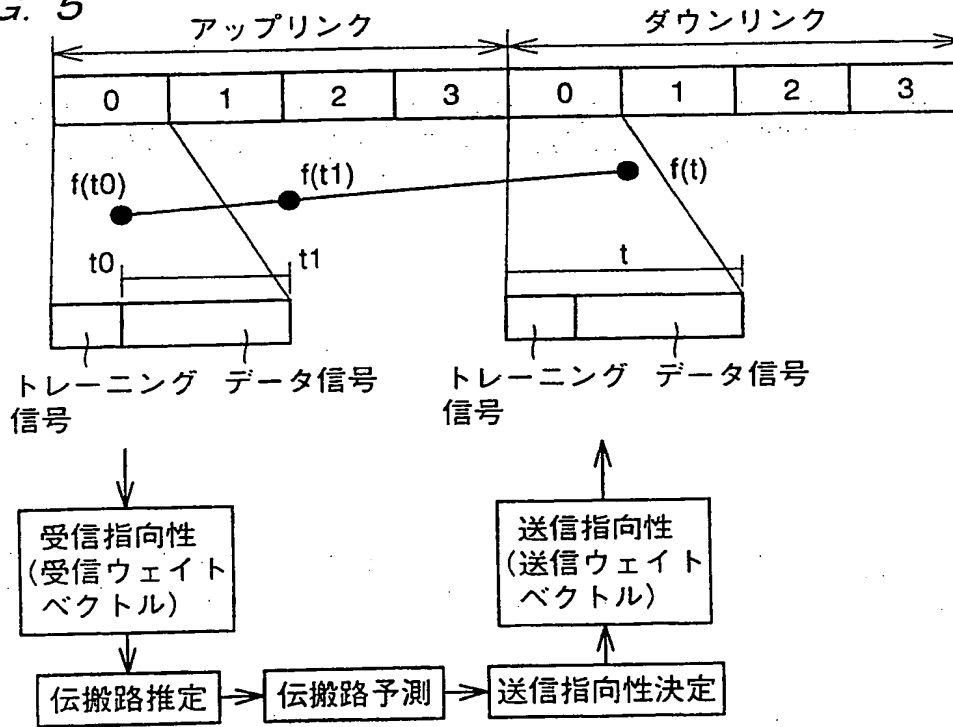 G. 5
アップリンク ダウンリンク
0 1 2 3 0 1 2 3
f(t0) f(t1) f(t)
t0 t1 t
トレーニング データ信号 トレーニング データ信号
信号 信号
受信指向性
(受信ウェイト
ベクトル)
送信指向性
(送信ウェイト
ベクトル)
伝搬路推定 伝搬路予測 送信指向性決定